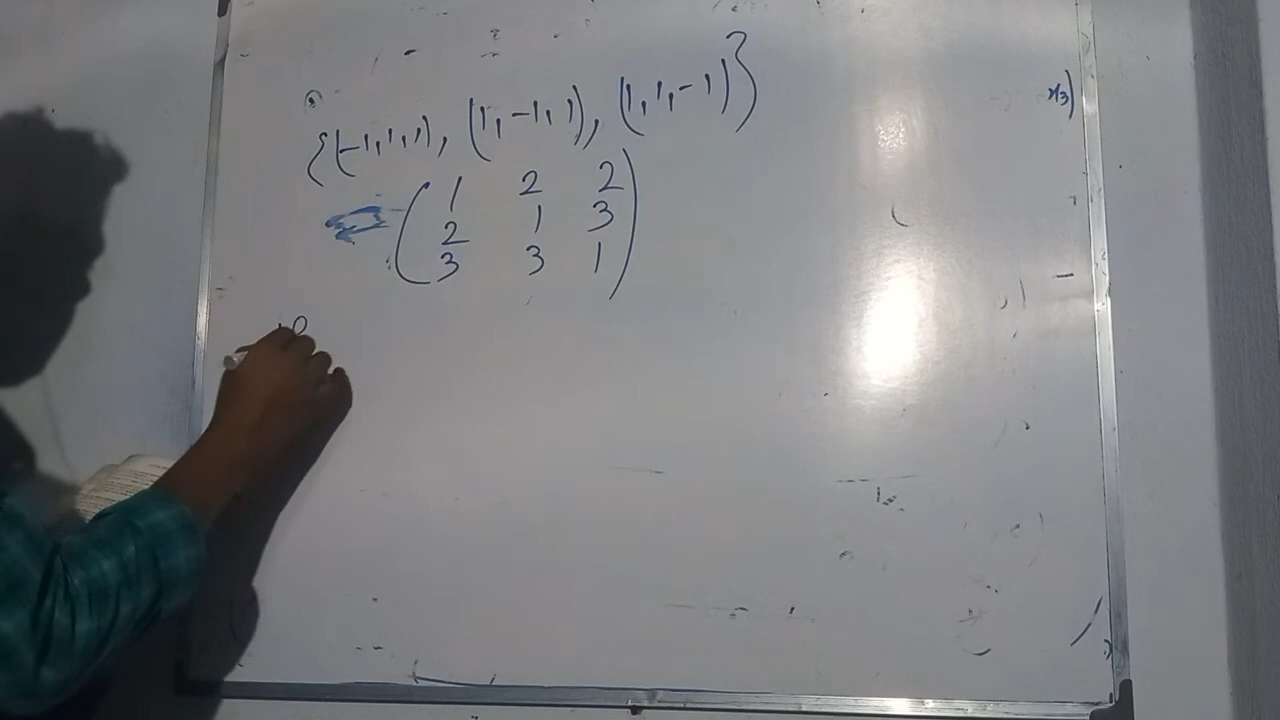 {(-1,1,1), (1,-1,1), (1,1,-1)}
( 1 2 2
2 1 3
3 3 1 )